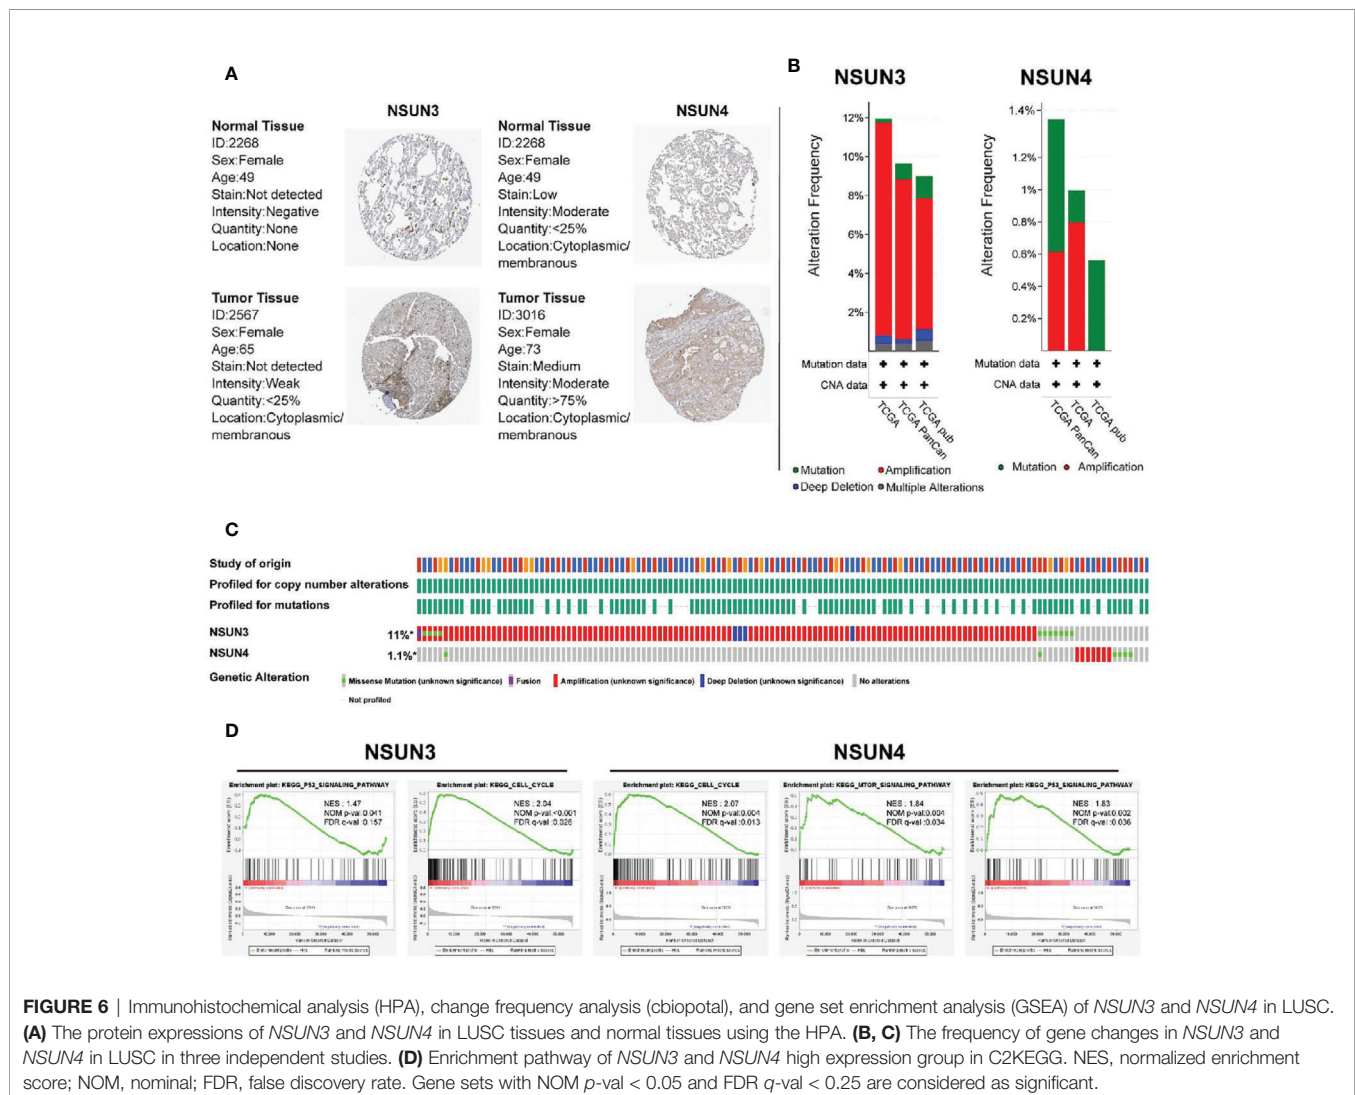 A
NSUN3
NSUN4
Normal Tissue
ID:2268
Sex:Female
Age:49
Stain:Not detected
Intensity:Negative
Quantity:None
Location:None
Normal Tissue
ID:2268
Sex:Female
Age:49
Stain:Low
Intensity:Moderate
Quantity:<25%
Location:Cytoplasmic/
membranous
Tumor Tissue
ID:2567
Sex:Female
Age:65
Stain:Not detected
Intensity:Weak
Quantity:<25%
Location:Cytoplasmic/
membranous
Tumor Tissue
ID:3016
Sex:Female
Age:73
Stain:Medium
Intensity:Moderate
Quantity:>75%
Location:Cytoplasmic/
membranous
B
NSUN3
Alteration Frequency
12%
10%
8%
6%
4%
2%
Mutation data + + +
CNA data + + +
TCGA
TCGA PanCan
TCGA pub
Mutation
Amplification
Deep Deletion
Multiple Alterations
NSUN4
Alteration Frequency
1.4%
1.2%
1%
0.8%
0.6%
0.4%
0.2%
Mutation data + + +
CNA data + + +
TCGA PanCan
TCGA
TCGA pub
Mutation
Amplification
C
Study of origin
Profiled for copy number alterations
Profiled for mutations
NSUN3 11%*
NSUN4 1.1%*
Genetic Alteration
Missense Mutation (unknown significance)
Fusion
Amplification (unknown significance)
Deep Deletion (unknown significance)
No alterations
Not profiled
D
NSUN3
NSUN4
Enrichment plot: KEGG_P53_SIGNALING_PATHWAY
NES : 1.47
NOM p-val:0.041
FDR q-val :0.157
Enrichment plot: KEGG_CELL_CYCLE
NES : 2.04
NOM p-val:<0.001
FDR q-val :0.026
Enrichment plot: KEGG_CELL_CYCLE
NES : 2.07
NOM p-val:0.004
FDR q-val :0.013
Enrichment plot: KEGG_MTOR_SIGNALING_PATHWAY
NES : 1.84
NOM p-val:0.004
FDR q-val :0.034
Enrichment plot: KEGG_P53_SIGNALING_PATHWAY
NES : 1.83
NOM p-val:0.002
FDR q-val :0.036
FIGURE 6 | Immunohistochemical analysis (HPA), change frequency analysis (cbiopotal), and gene set enrichment analysis (GSEA) of NSUN3 and NSUN4 in LUSC.
(A) The protein expressions of NSUN3 and NSUN4 in LUSC tissues and normal tissues using the HPA. (B, C) The frequency of gene changes in NSUN3 and
NSUN4 in LUSC in three independent studies. (D) Enrichment pathway of NSUN3 and NSUN4 high expression group in C2KEGG. NES, normalized enrichment
score; NOM, nominal; FDR, false discovery rate. Gene sets with NOM p-val < 0.05 and FDR q-val < 0.25 are considered as significant.